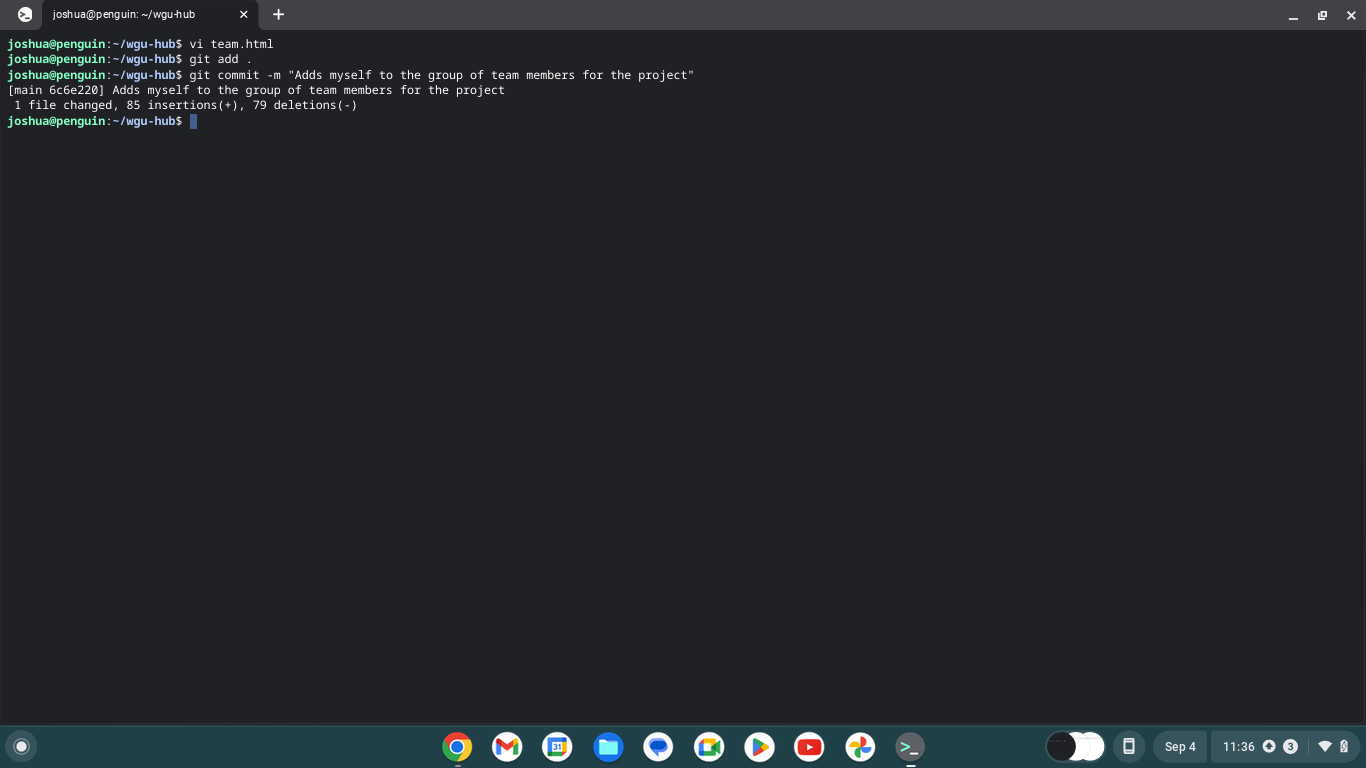 joshua@penguin: ~/wgu-hub
joshua@penguin:~/wgu-hub$ vi team.html
joshua@penguin:~/wgu-hub$ git add .
joshua@penguin:~/wgu-hub$ git commit -m "Adds myself to the group of team members for the project"
[main 6c6e220] Adds myself to the group of team members for the project
 1 file changed, 85 insertions(+), 79 deletions(-)
joshua@penguin:~/wgu-hub$
31
>_
Sep 4
11:36
3